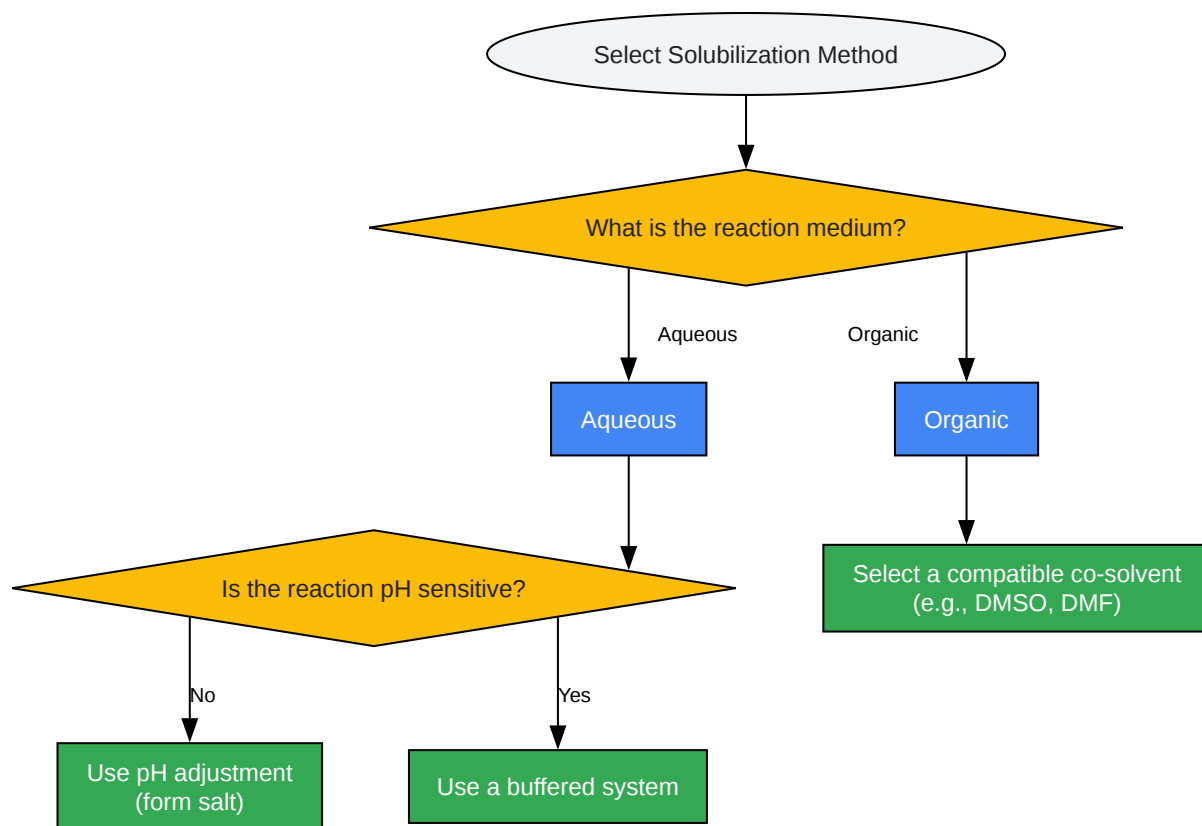 Select Solubilization Method
What is the reaction medium?
Aqueous
Organic
Aqueous
Organic
Select a compatible co-solvent
(e.g., DMSO, DMF)
Is the reaction pH sensitive?
No
Yes
Use pH adjustment
(form salt)
Use a buffered system